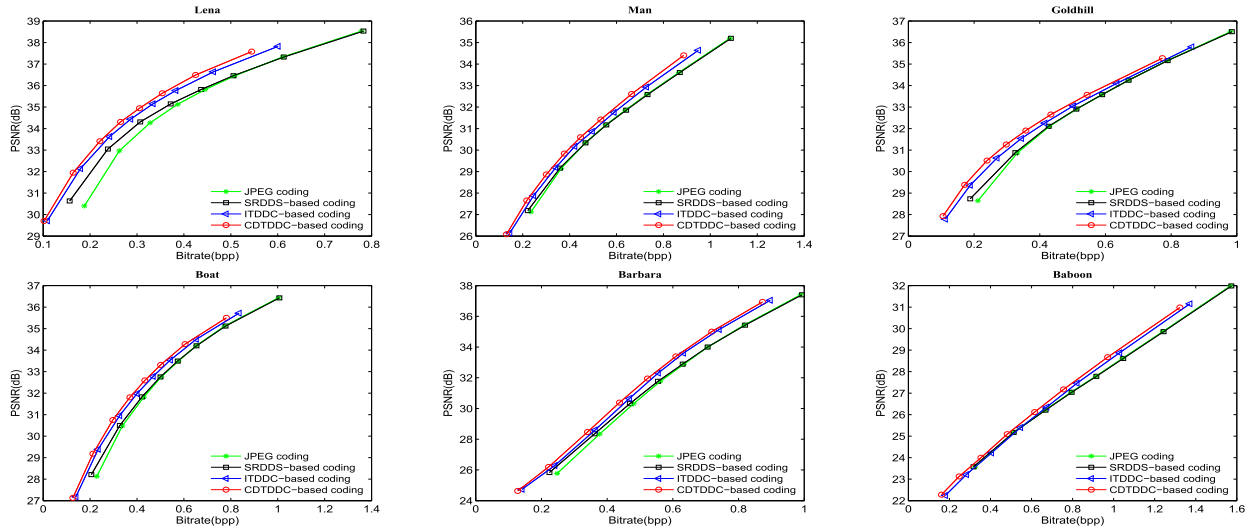 Lena
39
38
37
36
35
34
33
32
31
30
29
PSNR(dB)
0.1 0.2 0.3 0.4 0.5 0.6 0.7 0.8
Bitrate(bpp)
JPEG coding
SRDDS−based coding
ITDDC−based coding
CDTDDC−based coding
Man
36
35
34
33
32
31
30
29
28
27
26
PSNR(dB)
0 0.2 0.4 0.6 0.8 1 1.2 1.4
Bitrate(bpp)
JPEG coding
SRDDS−based coding
ITDDC−based coding
CDTDDC−based coding
Goldhill
37
36
35
34
33
32
31
30
29
28
27
PSNR(dB)
0 0.2 0.4 0.6 0.8 1
Bitrate(bpp)
JPEG coding
SRDDS−based coding
ITDDC−based coding
CDTDDC−based coding
Boat
37
36
35
34
33
32
31
30
29
28
27
PSNR(dB)
0 0.2 0.4 0.6 0.8 1 1.2 1.4
Bitrate(bpp)
JPEG coding
SRDDS−based coding
ITDDC−based coding
CDTDDC−based coding
Barbara
38
36
34
32
30
28
26
24
PSNR(dB)
0 0.1 0.2 0.3 0.4 0.5 0.6 0.7 0.8 0.9 1
Bitrate(bpp)
JPEG coding
SRDDS−based coding
ITDDC−based coding
CDTDDC−based coding
Baboon
32
31
30
29
28
27
26
25
24
23
22
PSNR(dB)
0 0.2 0.4 0.6 0.8 1 1.2 1.4 1.6
Bitrate(bpp)
JPEG coding
SRDDS−based coding
ITDDC−based coding
CDTDDC−based coding